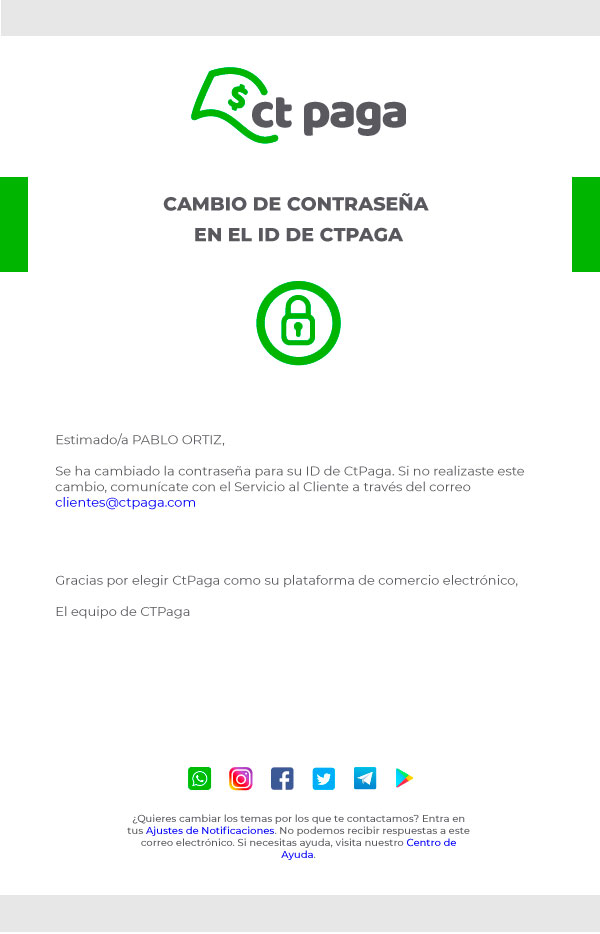 $ ct paga
CAMBIO DE CONTRASEÑA
EN EL ID DE CTPAGA
Estimado/a PABLO ORTIZ,
Se ha cambiado la contraseña para su ID de CtPaga. Si no realizaste este
cambio, comunícate con el Servicio al Cliente a través del correo
clientes@ctpaga.com
Gracias por elegir CtPaga como su plataforma de comercio electrónico,
El equipo de CTPaga
¿Quieres cambiar los temas por los que te contactamos? Entra en
tus Ajustes de Notificaciones. No podemos recibir respuestas a este
correo electrónico. Si necesitas ayuda, visita nuestro Centro de
Ayuda.